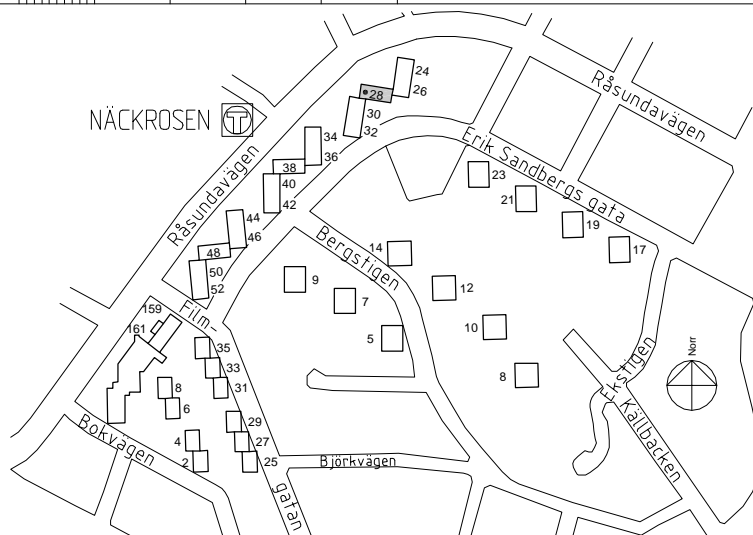 24
28
26
30
32
Råsundavägen
NÄCKROSEN
T
34
36
38
40
42
Råsundavägen
Erik Sandbergs gata
23
21
19
17
44
46
48
50
52
Bergstigen
14
9
7
5
12
10
8
159
161
Film-
gatan
35
33
31
29
27
25
8
6
4
2
Bokvägen
Björkvägen
Ekstigen
Källbacken
Norr